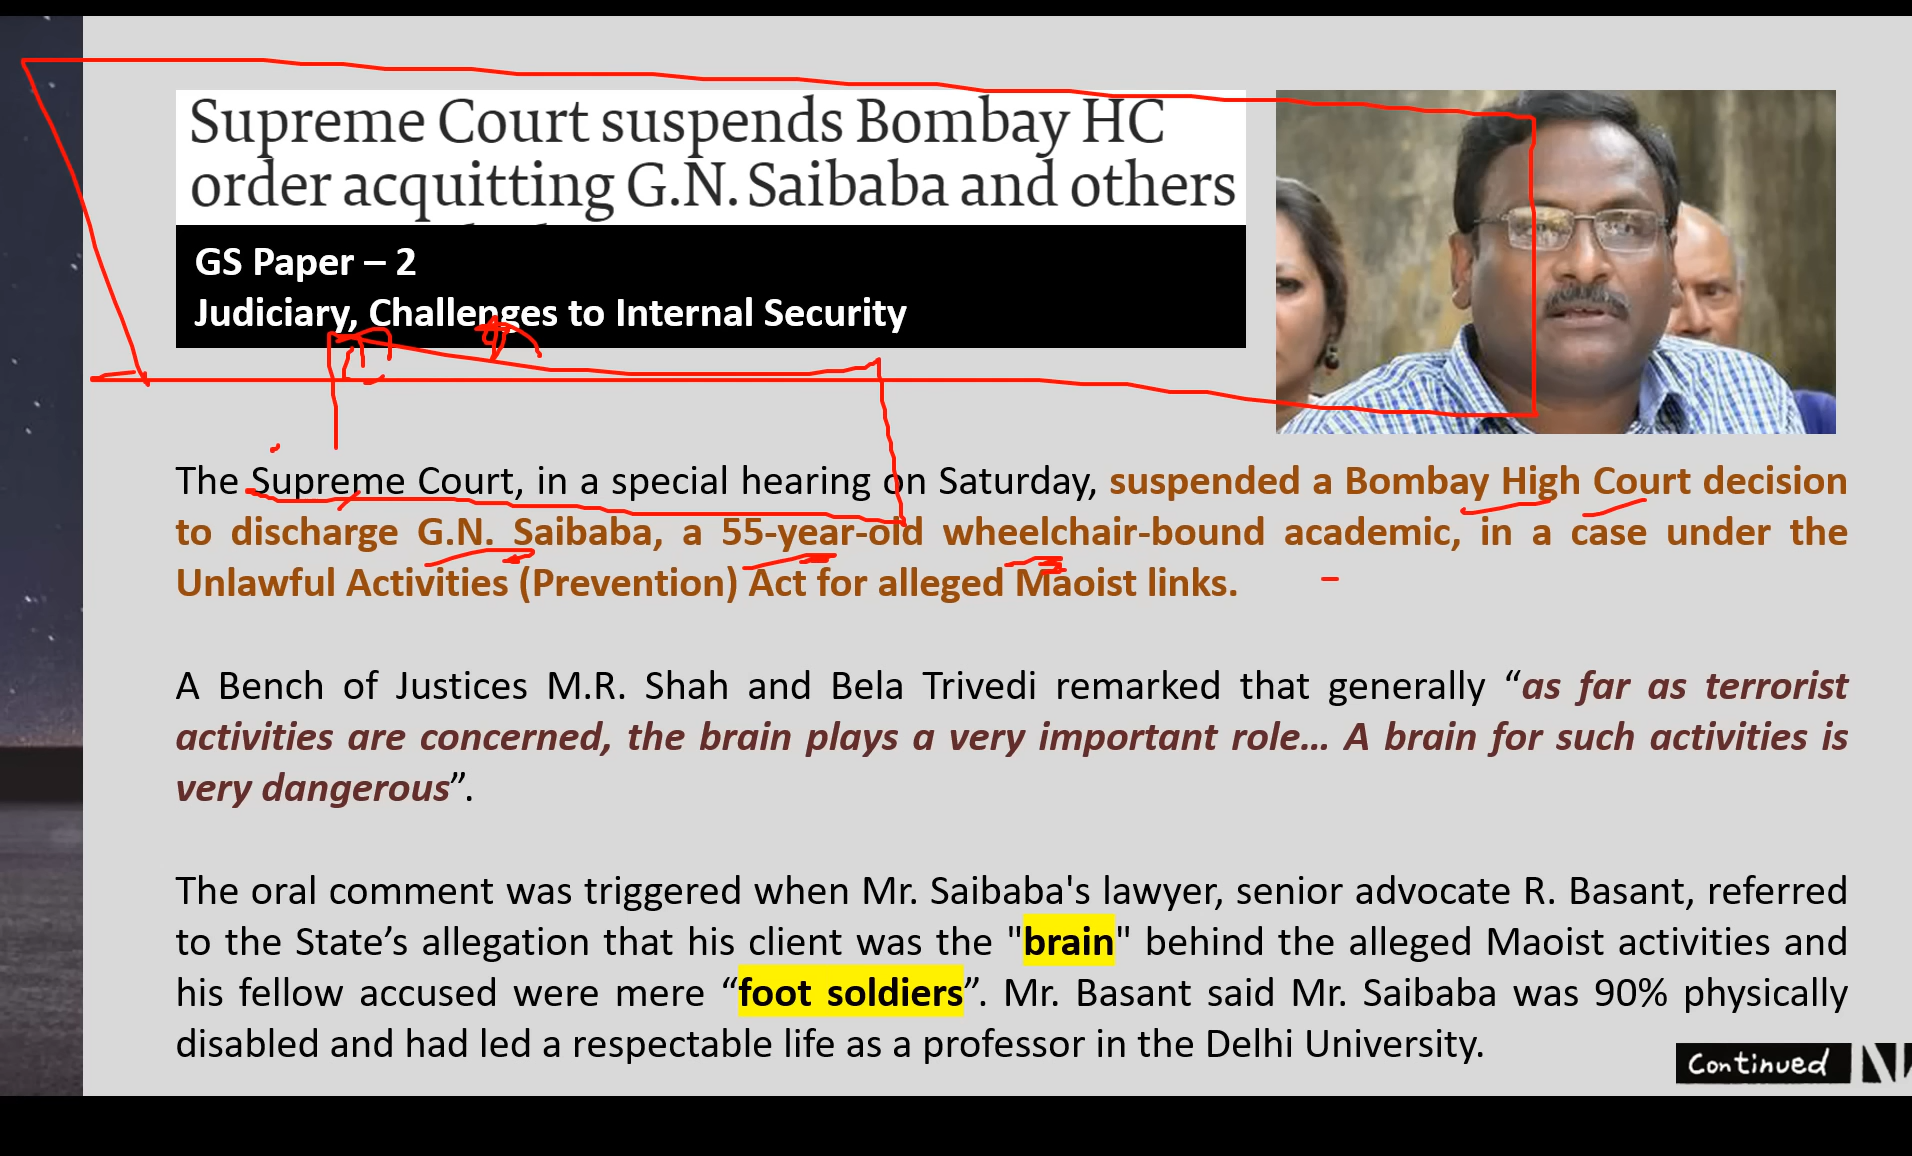 Supreme Court suspends Bombay HC
order acquitting G.N. Saibaba and others
GS Paper – 2
Judiciary, Challenges to Internal Security
The Supreme Court, in a special hearing on Saturday, suspended a Bombay High Court decision
to discharge G.N. Saibaba, a 55-year-old wheelchair-bound academic, in a case under the
Unlawful Activities (Prevention) Act for alleged Maoist links.
A Bench of Justices M.R. Shah and Bela Trivedi remarked that generally “as far as terrorist
activities are concerned, the brain plays a very important role... A brain for such activities is
very dangerous”.
The oral comment was triggered when Mr. Saibaba's lawyer, senior advocate R. Basant, referred
to the State’s allegation that his client was the "brain" behind the alleged Maoist activities and
his fellow accused were mere “foot soldiers”. Mr. Basant said Mr. Saibaba was 90% physically
disabled and had led a respectable life as a professor in the Delhi University.
Continued